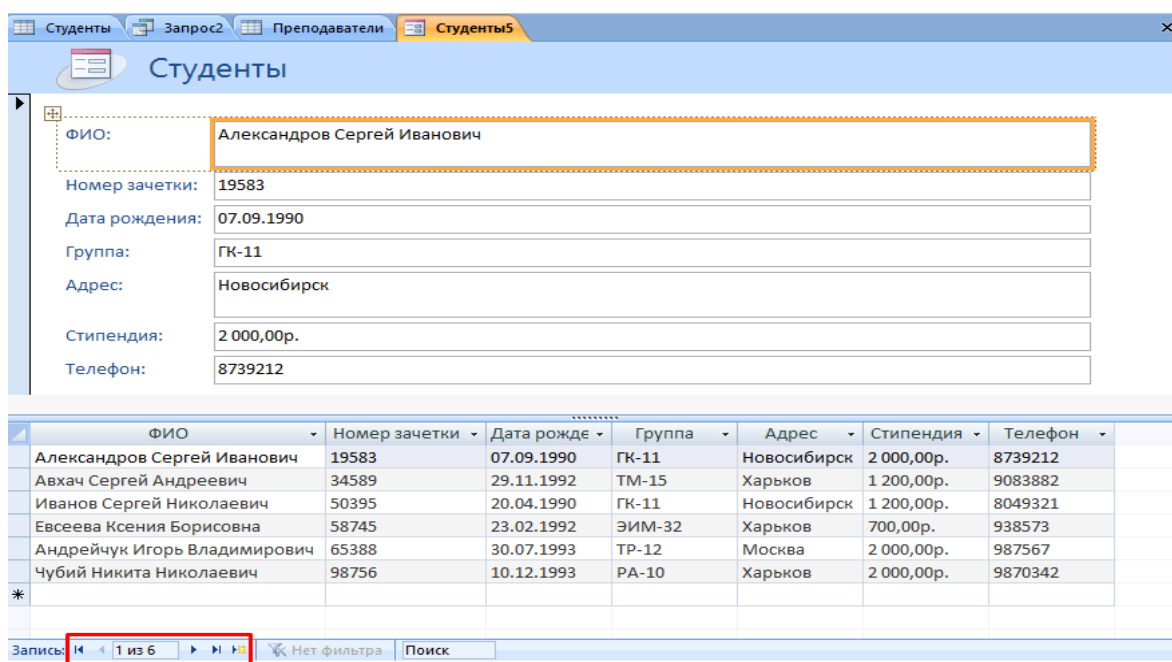 Студенты Запрос2 Преподаватели Студенты5
Студенты
ФИО: Александров Сергей Иванович
Номер зачетки: 19583
Дата рождения: 07.09.1990
Группа: ГК-11
Адрес: Новосибирск
Стипендия: 2 000,00р.
Телефон: 8739212
ФИО Номер зачетки Дата рожде Группа Адрес Стипендия Телефон
Александров Сергей Иванович 19583 07.09.1990 ГК-11 Новосибирск 2 000,00р. 8739212
Авхач Сергей Андреевич 34589 29.11.1992 ТМ-15 Харьков 1 200,00р. 9083882
Иванов Сергей Николаевич 50395 20.04.1990 ГК-11 Новосибирск 1 200,00р. 8049321
Евсеева Ксения Борисовна 58745 23.02.1992 ЭИМ-32 Харьков 700,00р. 938573
Андрейчук Игорь Владимирович 65388 30.07.1993 ТР-12 Москва 2 000,00р. 987567
Чубий Никита Николаевич 98756 10.12.1993 РА-10 Харьков 2 000,00р. 9870342
Запись: 1 из 6 Нет фильтра Поиск